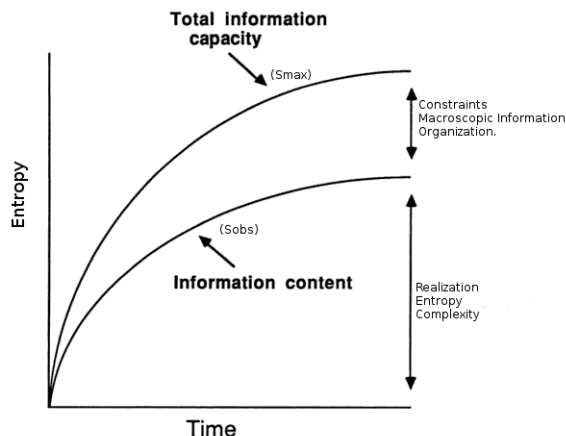 Total information
capacity
(Smax)
Constraints
Macroscopic Information
Organization.
Entropy
(Sobs)
Information content
Realization
Entropy
Complexity
Time